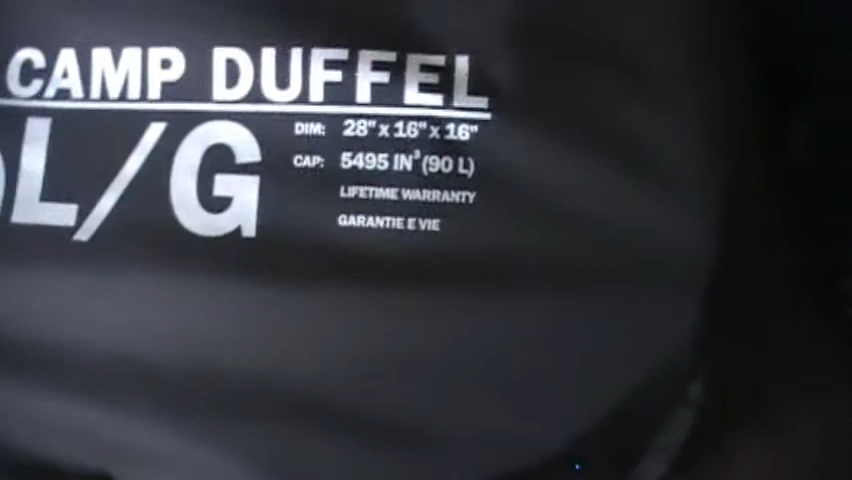 CAMP DUFFEL
L/G
DIM: 28" x 16" x 16"
CAP: 5495 IN³ (90 L)
LIFETIME WARRANTY
GARANTIE E VIE